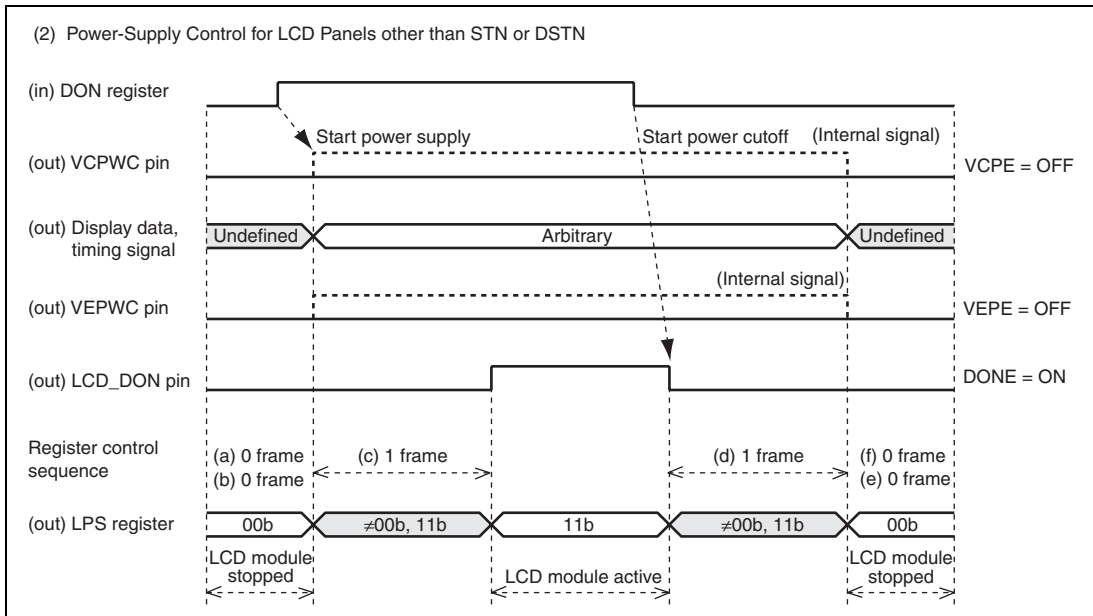 (2) Power-Supply Control for LCD Panels other than STN or DSTN
(in) DON register
Start power supply
Start power cutoff
(Internal signal)
(out) VCPWC pin
VCPE = OFF
(out) Display data,
timing signal
Undefined
Arbitrary
Undefined
(Internal signal)
(out) VEPWC pin
VEPE = OFF
(out) LCD_DON pin
DONE = ON
Register control
sequence
(a) 0 frame
(b) 0 frame
(c) 1 frame
(d) 1 frame
(f) 0 frame
(e) 0 frame
(out) LPS register
00b
≠00b, 11b
11b
≠00b, 11b
00b
LCD module
stopped
LCD module active
LCD module
stopped